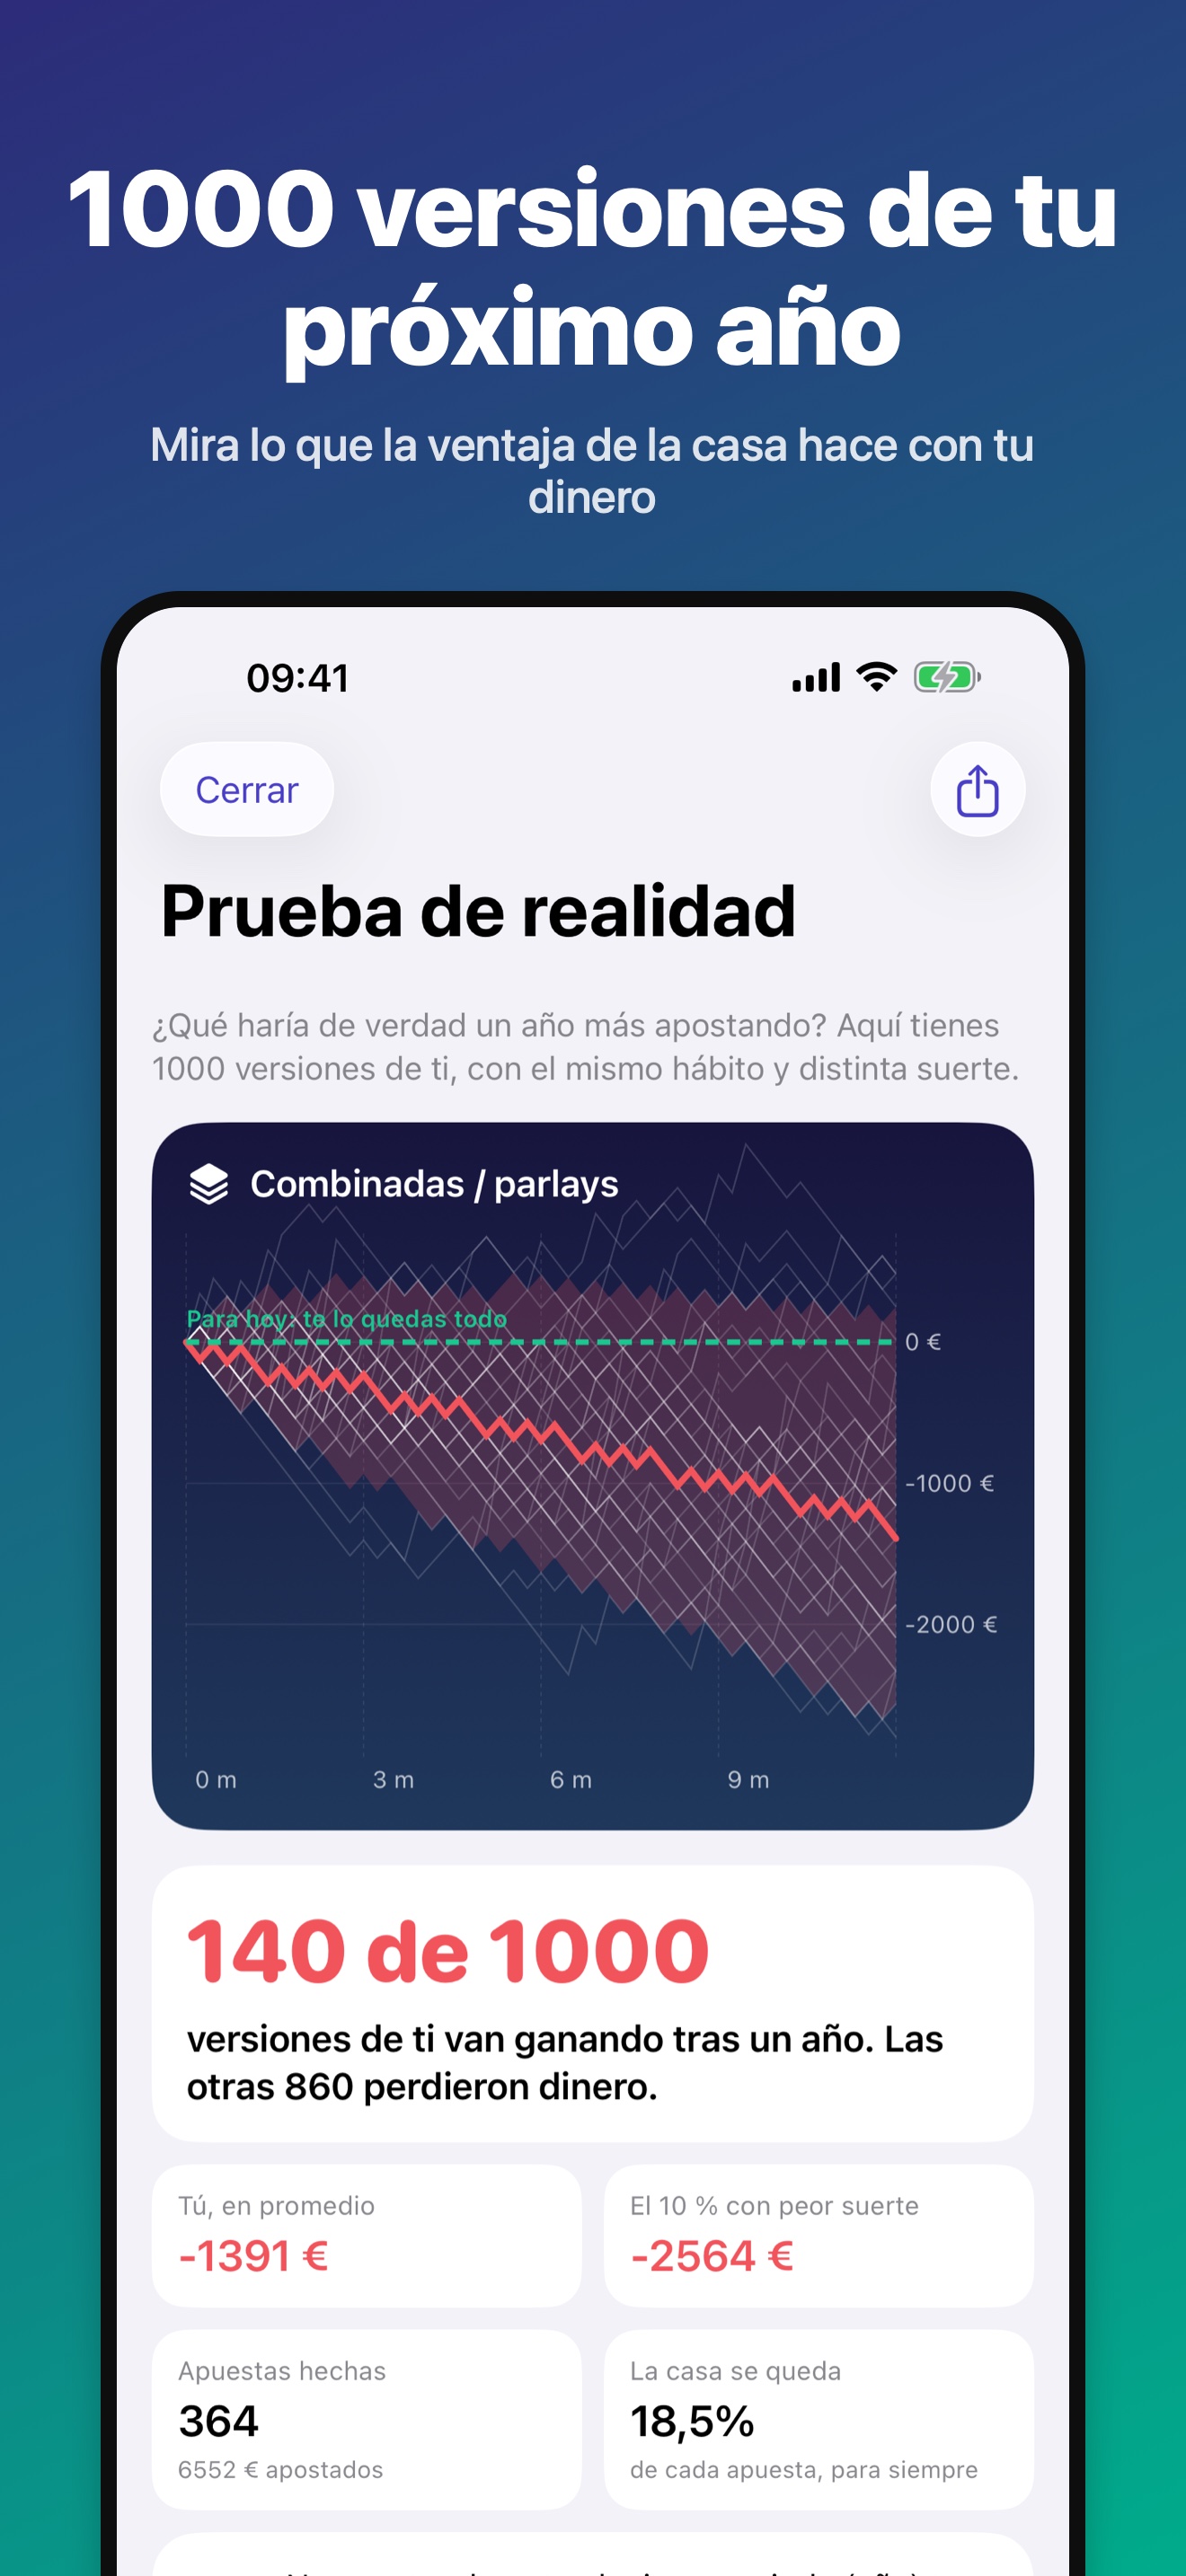 1000 versiones de tu
próximo año
Mira lo que la ventaja de la casa hace con tu
dinero
09:41
Cerrar
Prueba de realidad
¿Qué haría de verdad un año más apostando? Aquí tienes
1000 versiones de ti, con el mismo hábito y distinta suerte.
Combinadas / parlays
Para hoy: te lo quedas todo
0 €
-1000 €
-2000 €
0 m 3 m 6 m 9 m
140 de 1000
versiones de ti van ganando tras un año. Las
otras 860 perdieron dinero.
Tú, en promedio
-1391 €
El 10 % con peor suerte
-2564 €
Apuestas hechas
364
6552 € apostados
La casa se queda
18,5%
de cada apuesta, para siempre